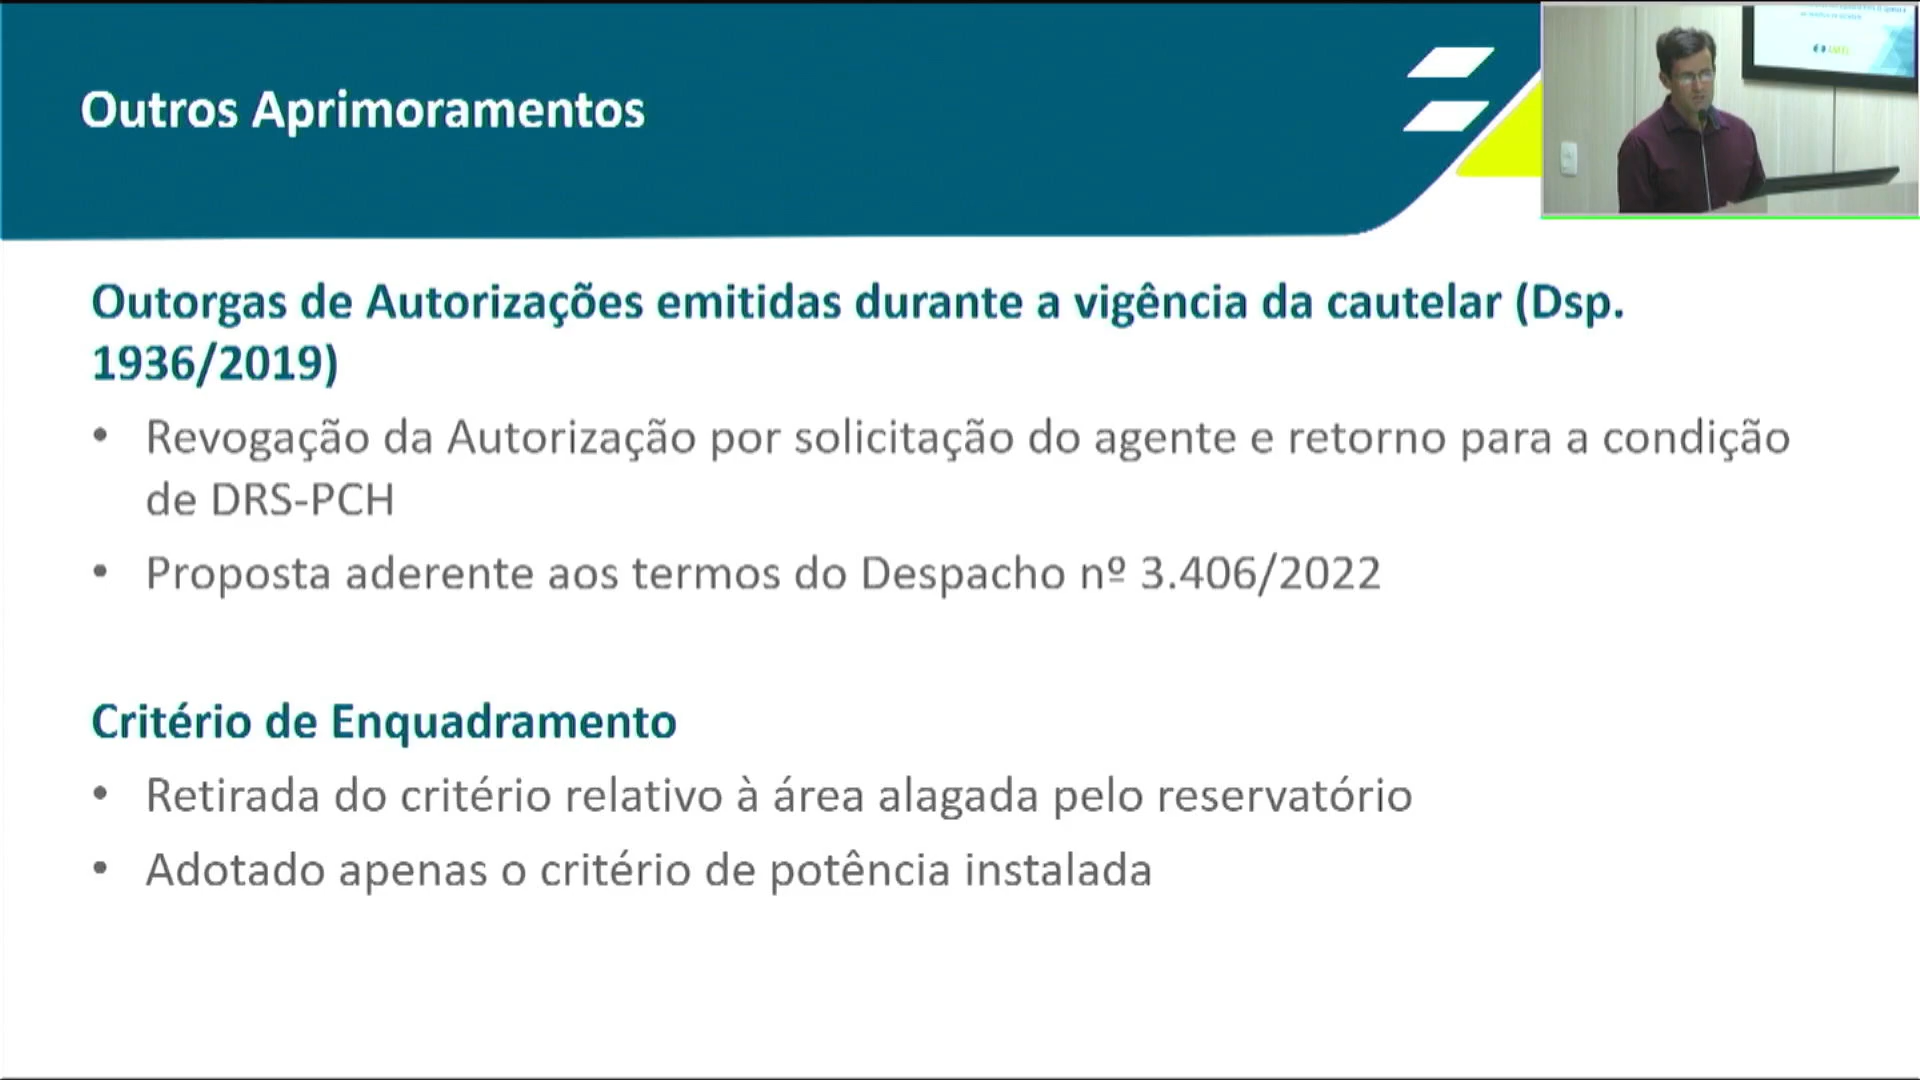 Outros Aprimoramentos
Outorgas de Autorizações emitidas durante a vigência da cautelar (Dsp.
1936/2019)
• Revogação da Autorização por solicitação do agente e retorno para a condição
de DRS-PCH
• Proposta aderente aos termos do Despacho nº 3.406/2022
Critério de Enquadramento
• Retirada do critério relativo à área alagada pelo reservatório
• Adotado apenas o critério de potência instalada